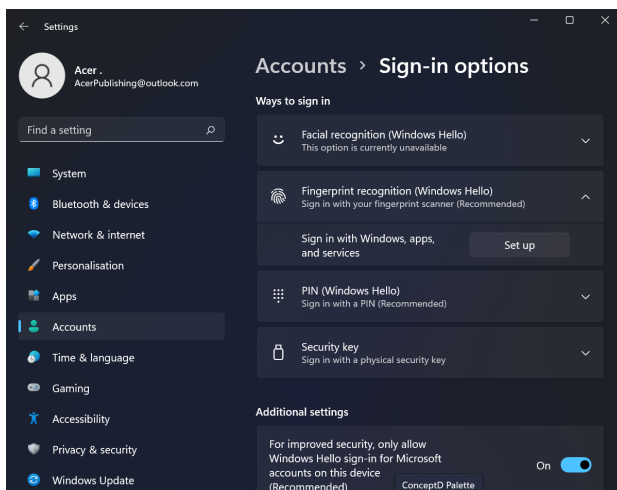 Settings
Acer .
AcerPublishing@outlook.com
Find a setting
System
Bluetooth & devices
Network & internet
Personalisation
Apps
Accounts
Time & language
Gaming
Accessibility
Privacy & security
Windows Update
Accounts > Sign-in options
Ways to sign in
Facial recognition (Windows Hello)
This option is currently unavailable
Fingerprint recognition (Windows Hello)
Sign in with your fingerprint scanner (Recommended)
Sign in with Windows, apps,
and services
Set up
PIN (Windows Hello)
Sign in with a PIN (Recommended)
Security key
Sign in with a physical security key
Additional settings
For improved security, only allow
Windows Hello sign-in for Microsoft
accounts on this device
(Recommended)
On
ConceptD Palette